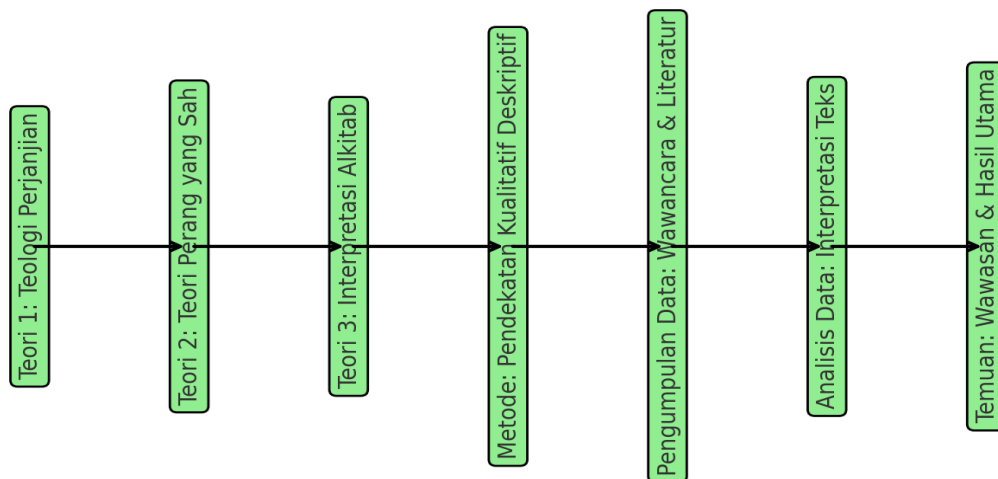 Teori 1: Teologi Perjanjian
Teori 2: Teori Perang yang Sah
Teori 3: Interpretasi Alkitab
Metode: Pendekatan Kualitatif Deskriptif
Pengumpulan Data: Wawancara & Literatur
Analisis Data: Interpretasi Teks
Temuan: Wawasan & Hasil Utama